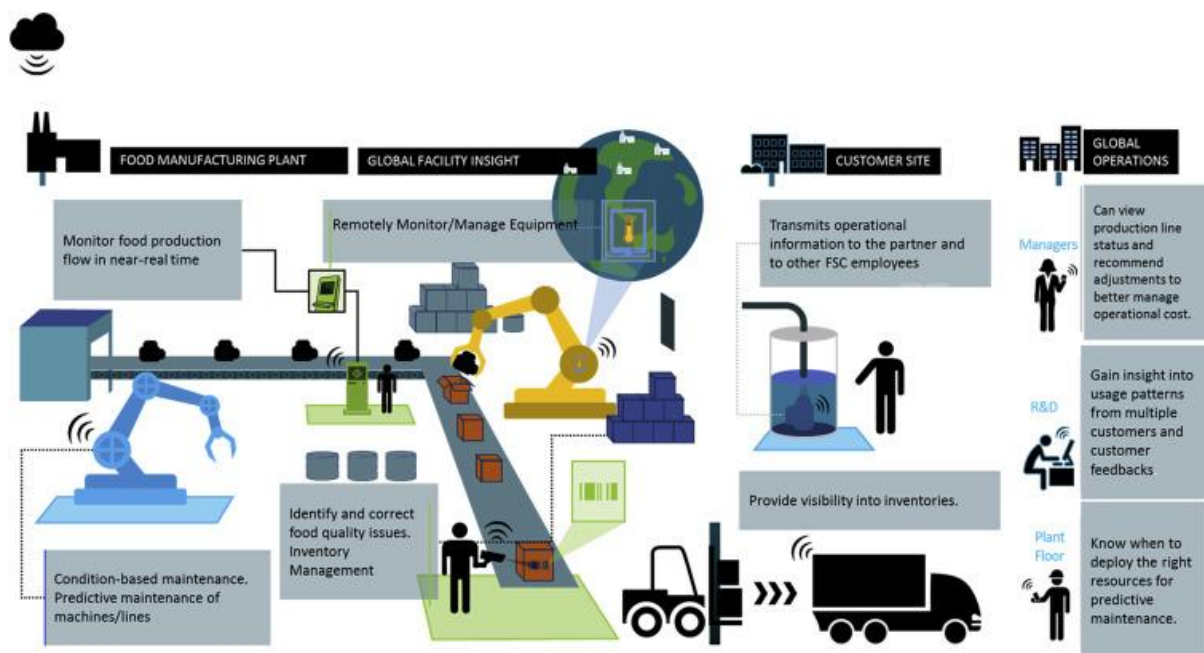 FOOD MANUFACTURING PLANT
GLOBAL FACILITY INSIGHT
CUSTOMER SITE
GLOBAL
OPERATIONS
Monitor food production
flow in near-real time
Remotely Monitor/Manage Equipment
Transmits operational
information to the partner and
to other FSC employees
Managers
Can view
production line
status and
recommend
adjustments to
better manage
operational cost.
R&D
Gain insight into
usage patterns
from multiple
customers and
customer
feedbacks
Identify and correct
food quality issues.
Inventory
Management
Provide visibility into inventories.
Condition-based maintenance.
Predictive maintenance of
machines/lines
Plant
Floor
Know when to
deploy the right
resources for
predictive
maintenance.